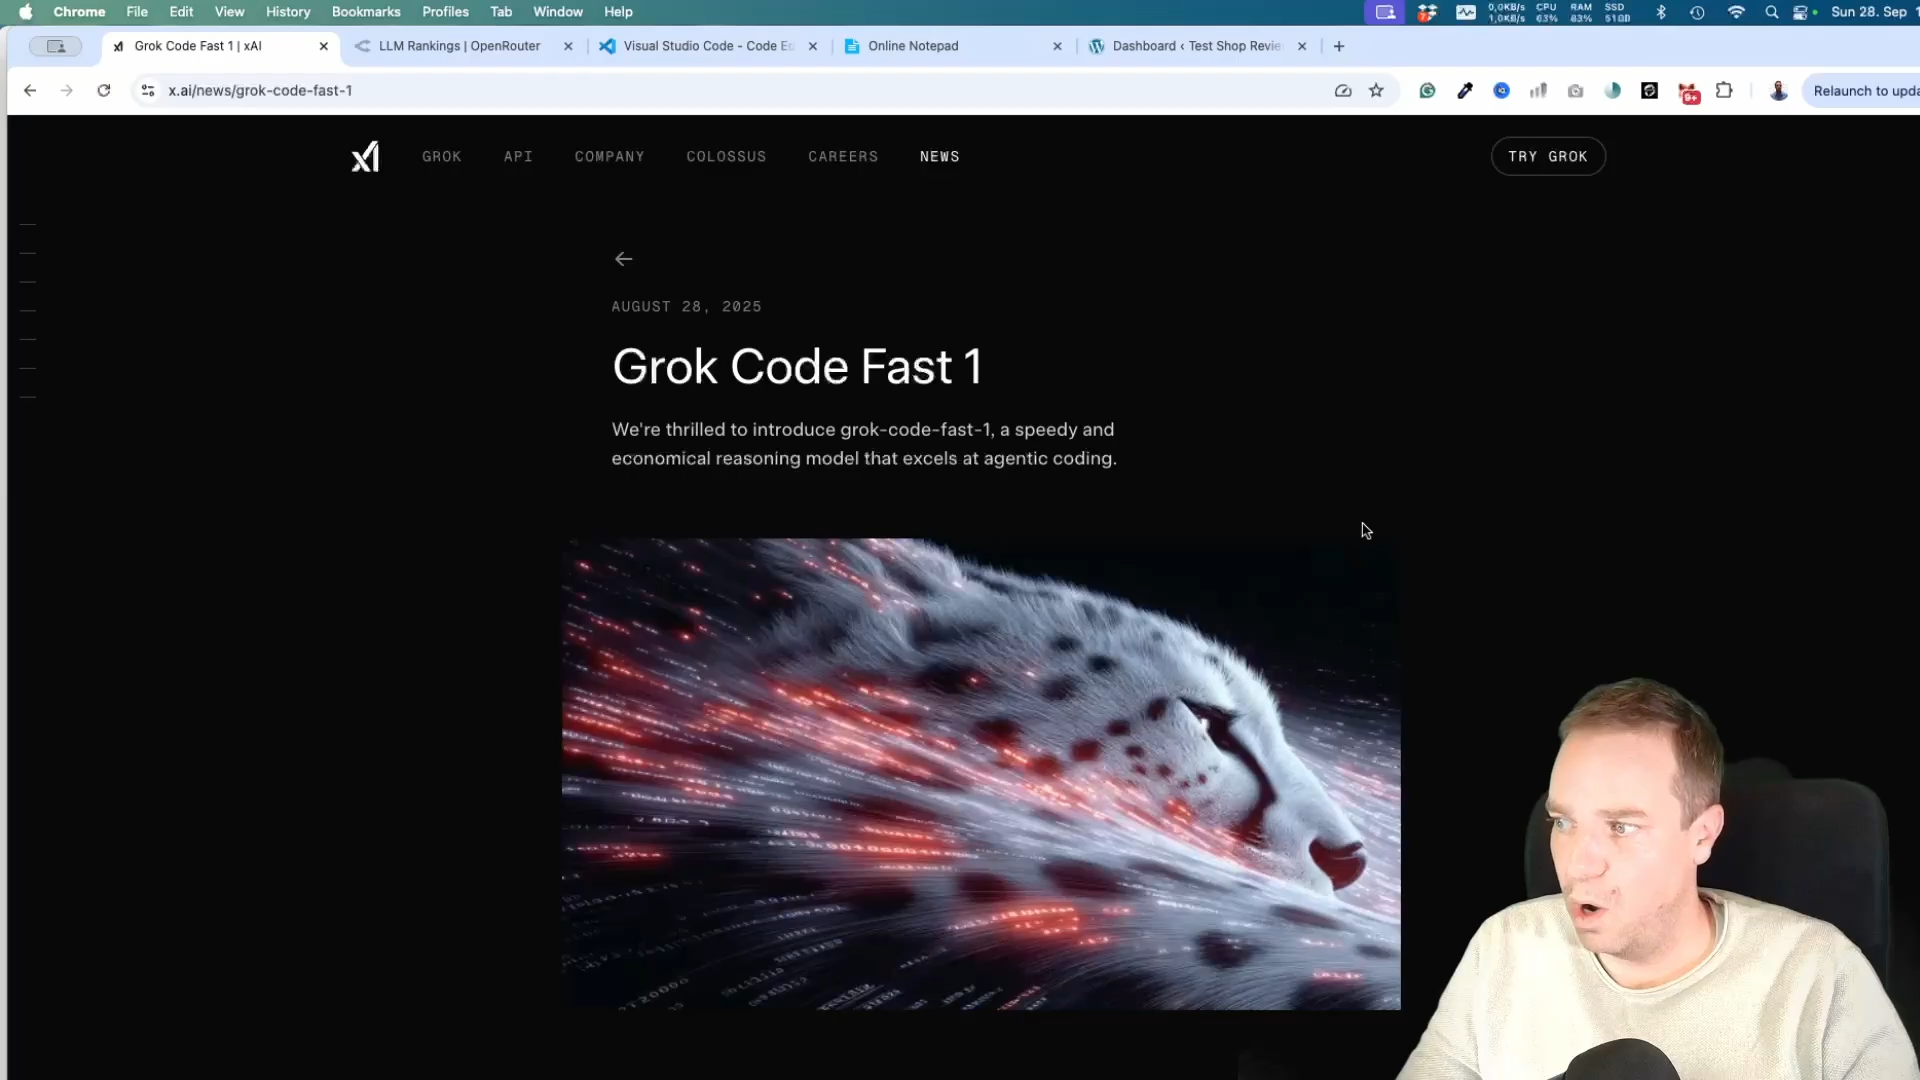 Chrome File Edit View History Bookmarks Profiles Tab Window Help
0,0KB/s
1,0KB/s
CPU
63%
RAM
83%
SSD
51GB
Sun 28. Sep 1
Grok Code Fast 1 | xAI
LLM Rankings | OpenRouter
Visual Studio Code - Code Ed
Online Notepad
Dashboard ‹ Test Shop Revie
x.ai/news/grok-code-fast-1
9+
Relaunch to upda
xI
GROK API COMPANY COLOSSUS CAREERS NEWS
TRY GROK
AUGUST 28, 2025
Grok Code Fast 1
We're thrilled to introduce grok-code-fast-1, a speedy and
economical reasoning model that excels at agentic coding.